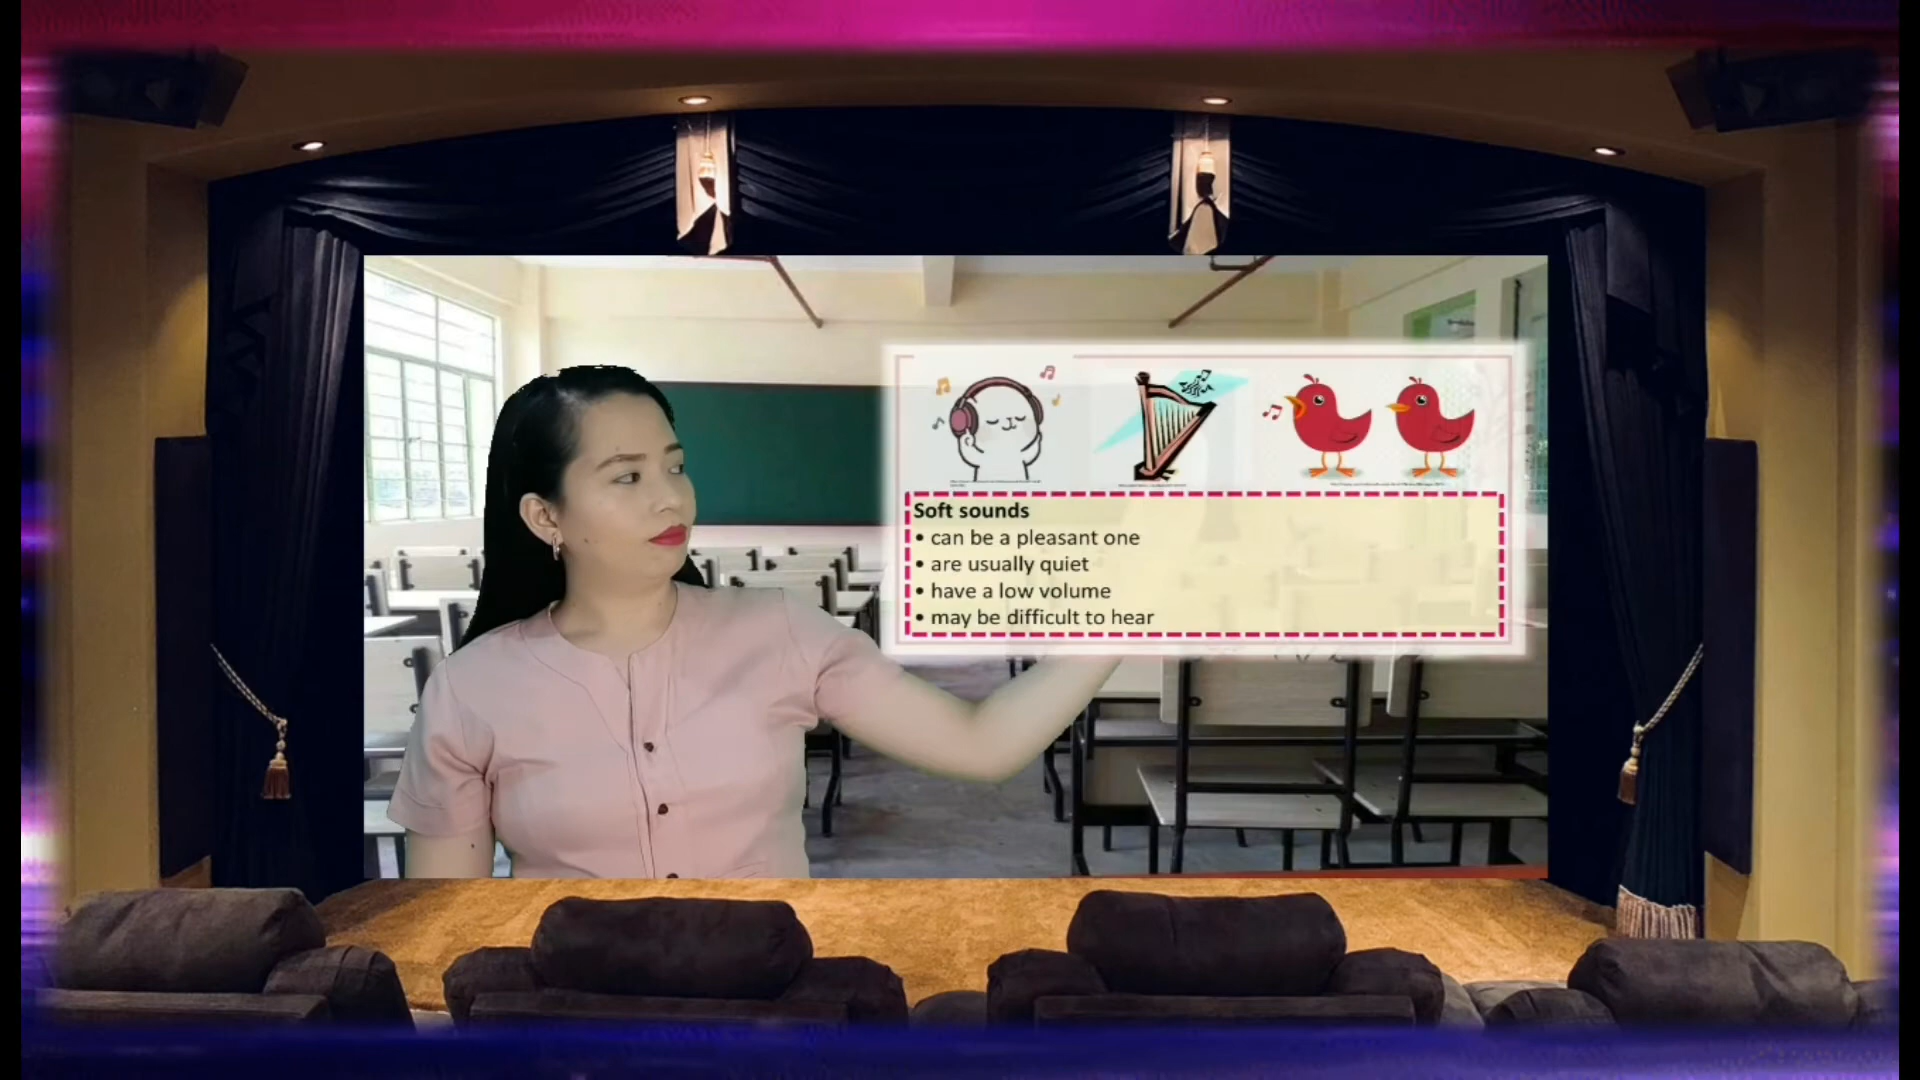 Soft sounds
• can be a pleasant one
• are usually quiet
• have a low volume
• may be difficult to hear